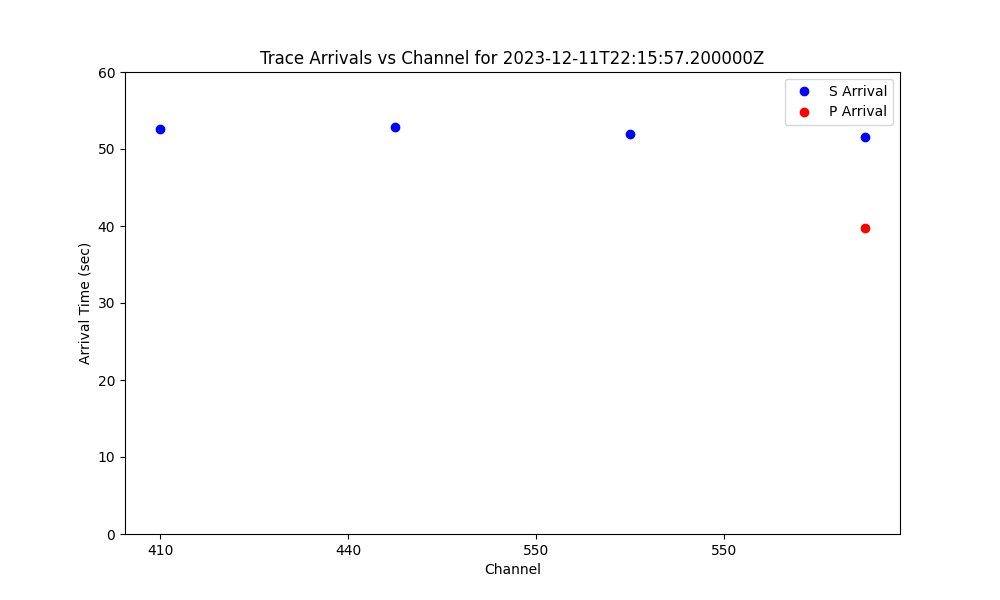 Trace Arrivals vs Channel for 2023-12-11T22:15:57.200000Z
S Arrival
P Arrival
60
50
40
30
20
10
0
Arrival Time (sec)
410 440 550 550
Channel